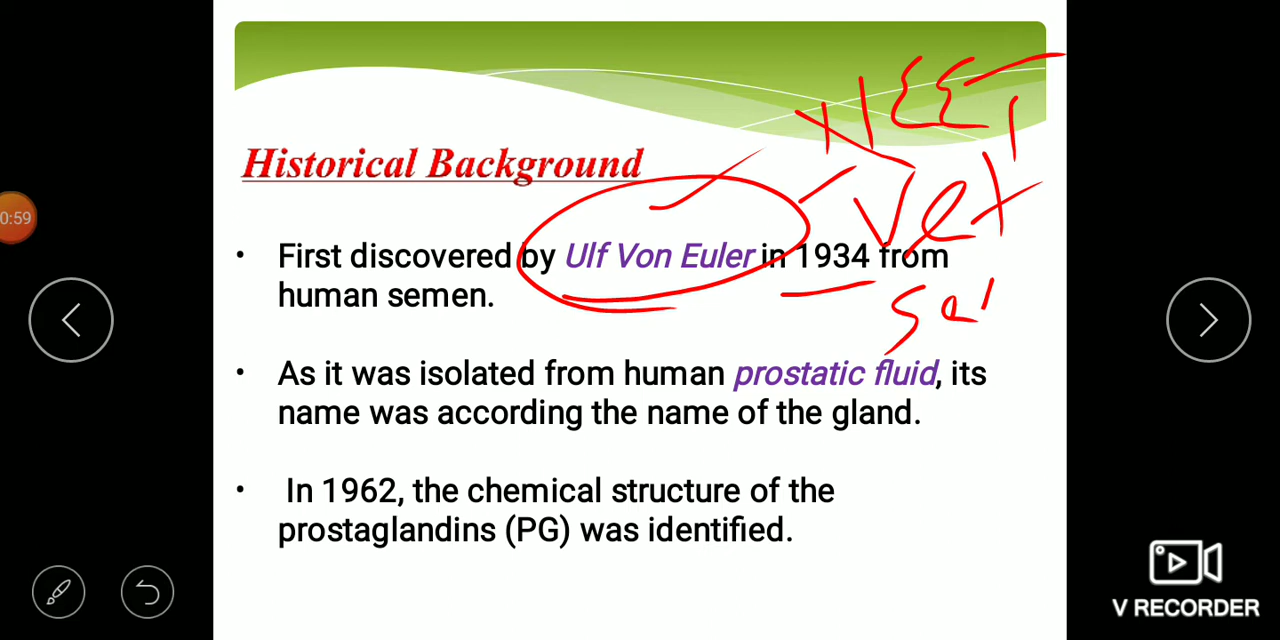 Historical Background
NEET
Vet
:59
• First discovered by Ulf Von Euler in 1934 from
human semen.
• As it was isolated from human prostatic fluid, its
name was according the name of the gland.
• In 1962, the chemical structure of the
prostaglandins (PG) was identified.
V RECORDER